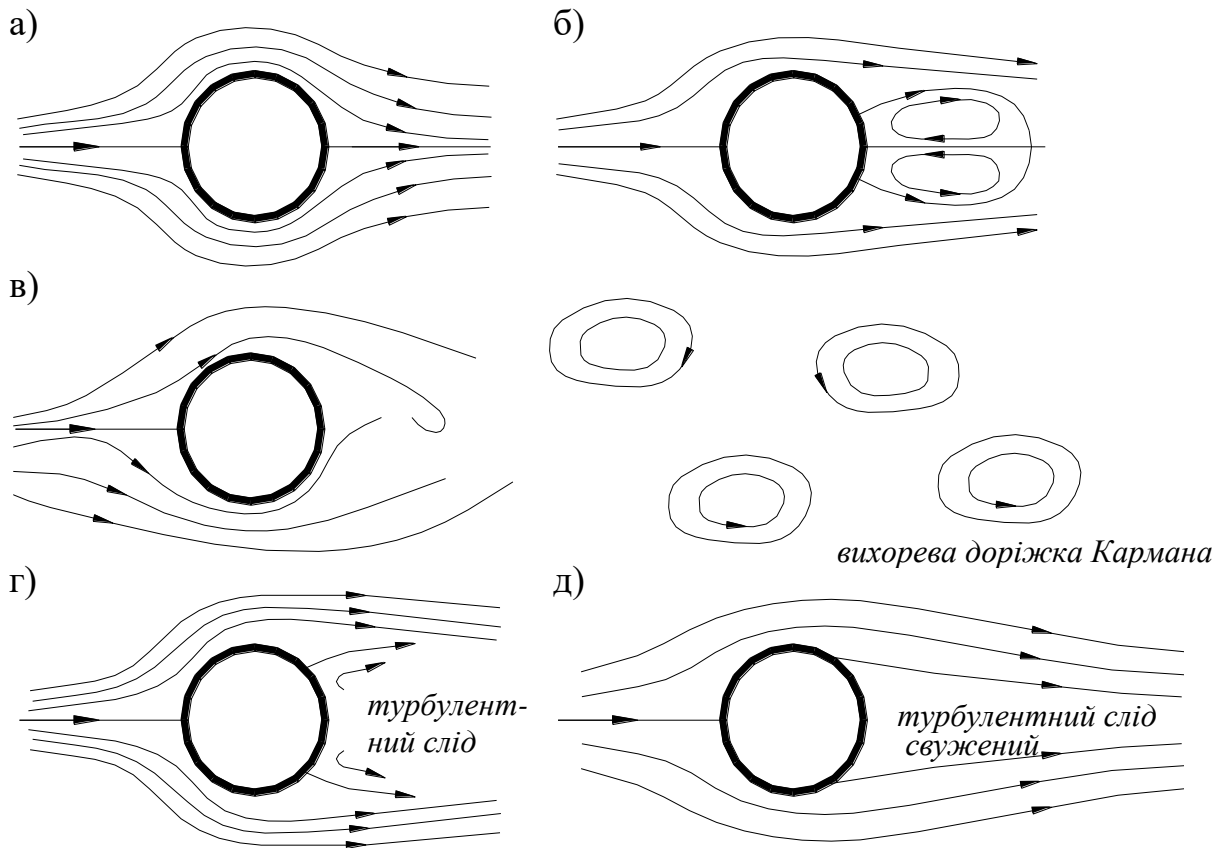 а)
б)
в)
вихорева доріжка Кармана
г)
д)
турбулент-
ний слід
турбулентний слід
свужений